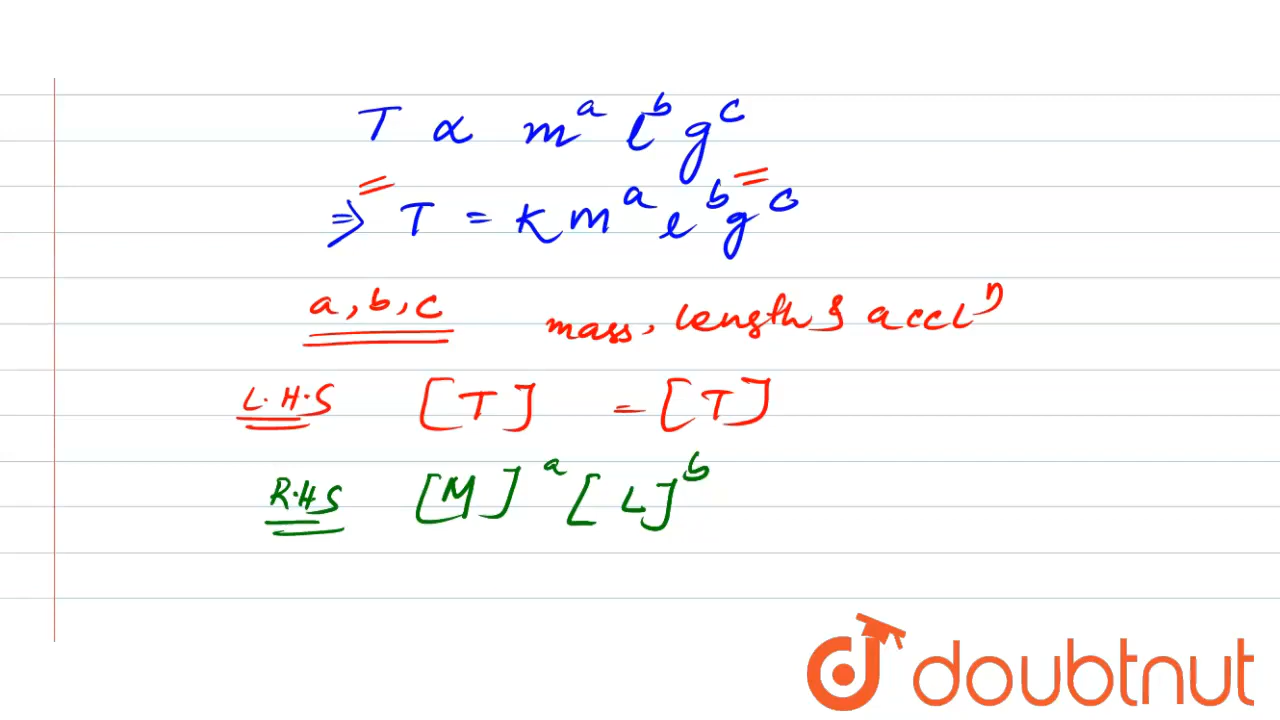 T ∝ m^a l^b g^c
⇒ T = K m^a l^b g^c
a, b, c mass, length & accl^n
L.H.S [T] = [T]
R.H.S [M]^a [L]^b
doubtnut